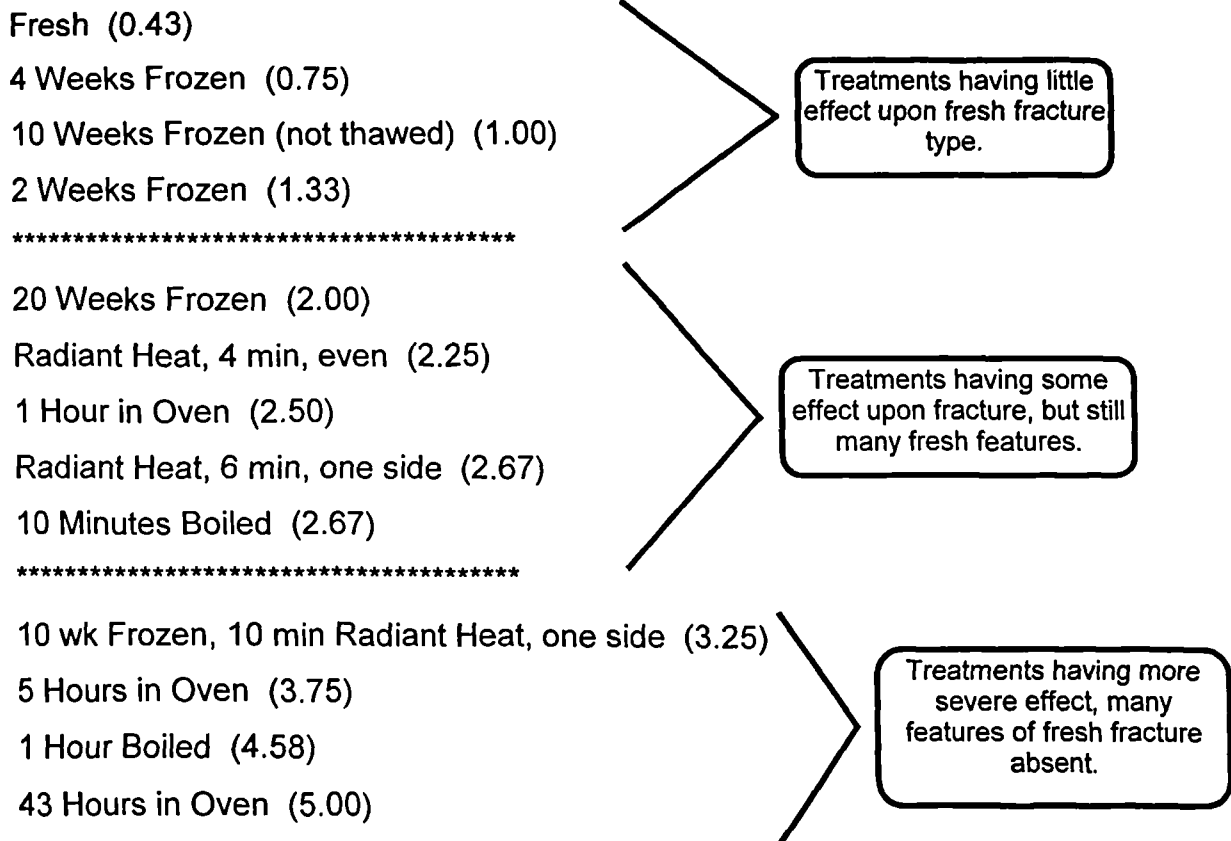 Fresh (0.43)
4 Weeks Frozen (0.75)
10 Weeks Frozen (not thawed) (1.00)
2 Weeks Frozen (1.33)
Treatments having little
effect upon fresh fracture
type.
******************************************
20 Weeks Frozen (2.00)
Radiant Heat, 4 min, even (2.25)
1 Hour in Oven (2.50)
Radiant Heat, 6 min, one side (2.67)
10 Minutes Boiled (2.67)
Treatments having some
effect upon fracture, but still
many fresh features.
******************************************
10 wk Frozen, 10 min Radiant Heat, one side (3.25)
5 Hours in Oven (3.75)
1 Hour Boiled (4.58)
43 Hours in Oven (5.00)
Treatments having more
severe effect, many
features of fresh fracture
absent.